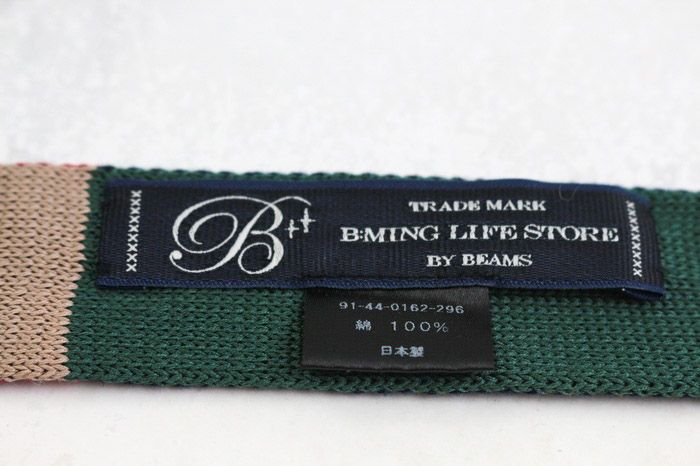 B++
TRADE MARK
B:MING LIFE STORE
BY BEAMS
91-44-0162-296
綿 100%
日本製